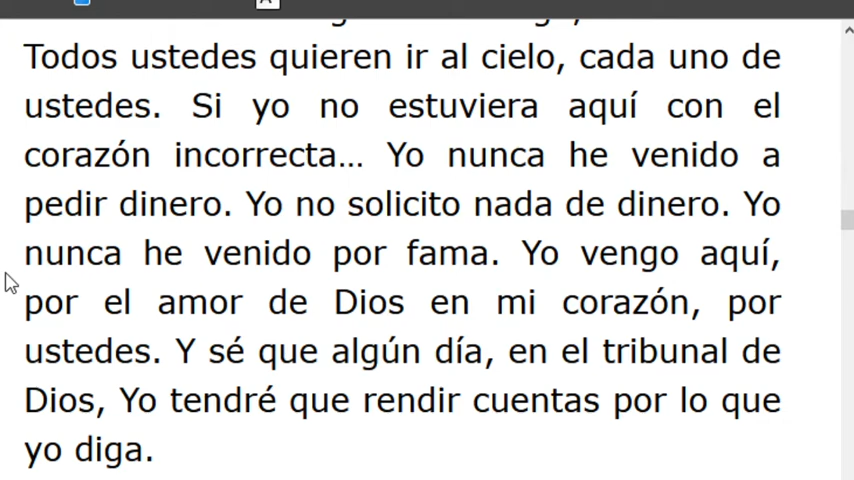 Todos ustedes quieren ir al cielo, cada uno de
ustedes. Si yo no estuviera aquí con el
corazón incorrecta... Yo nunca he venido a
pedir dinero. Yo no solicito nada de dinero. Yo
nunca he venido por fama. Yo vengo aquí,
por el amor de Dios en mi corazón, por
ustedes. Y sé que algún día, en el tribunal de
Dios, Yo tendré que rendir cuentas por lo que
yo diga.